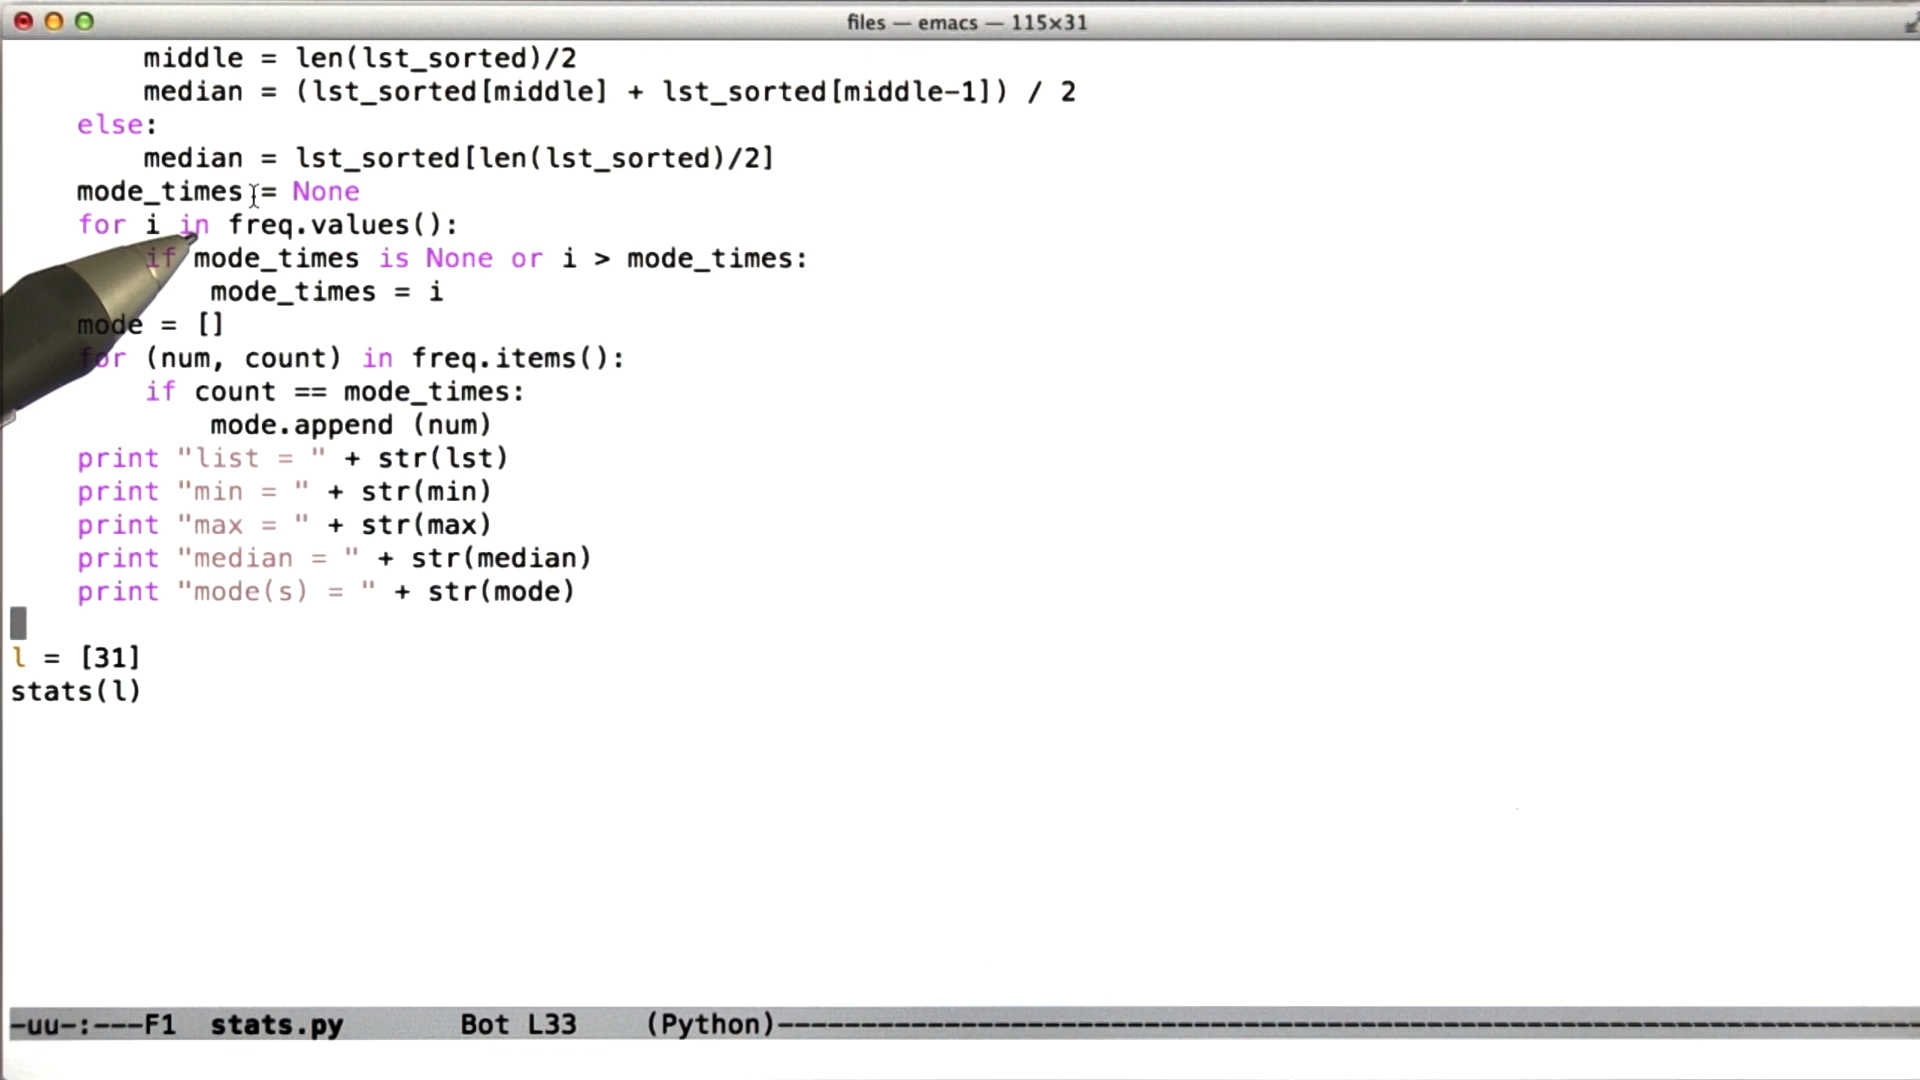 files — emacs — 115×31
middle = len(lst_sorted)/2
median = (lst_sorted[middle] + lst_sorted[middle-1]) / 2
else:
median = lst_sorted[len(lst_sorted)/2]
mode_times = None
for i in freq.values():
if mode_times is None or i > mode_times:
mode_times = i
mode = []
for (num, count) in freq.items():
if count == mode_times:
mode.append (num)
print "list = " + str(lst)
print "min = " + str(min)
print "max = " + str(max)
print "median = " + str(median)
print "mode(s) = " + str(mode)
l = [31]
stats(l)
-uu-:---F1 stats.py Bot L33 (Python)----------------------------------------------------------------------